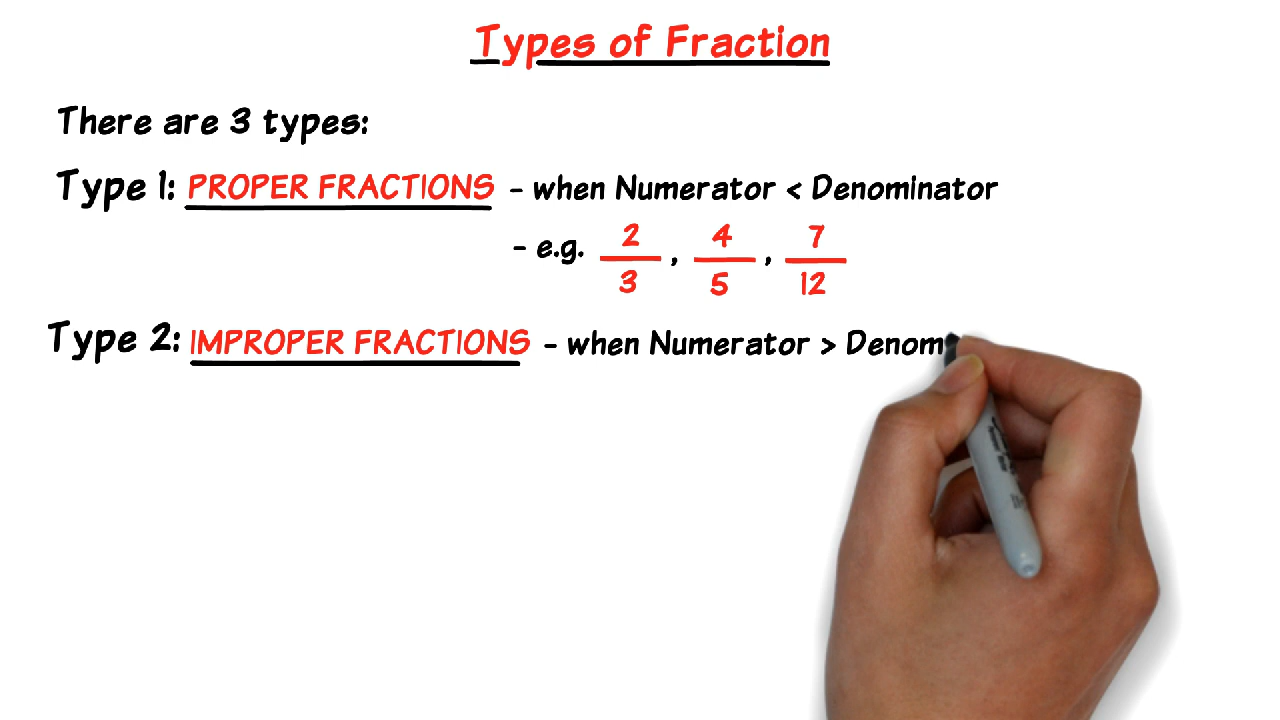 Types of Fraction
There are 3 types:
Type 1: PROPER FRACTIONS - when Numerator < Denominator
- e.g. 2/3 , 4/5 , 7/12
Type 2: IMPROPER FRACTIONS - when Numerator > Denom